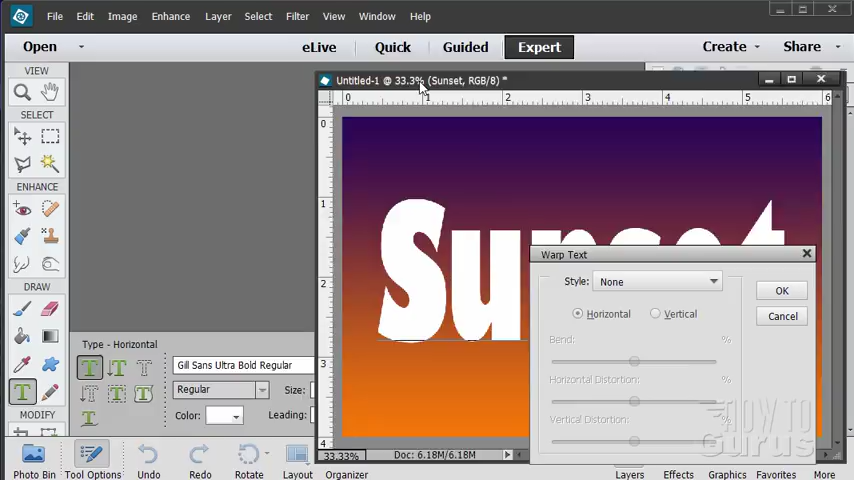 File Edit Image Enhance Layer Select Filter View Window Help
Open eLive Quick Guided Expert Create Share
VIEW
SELECT
ENHANCE
DRAW
MODIFY
Untitled-1 @ 33.3% (Sunset, RGB/8) *
0 1 2 3 4 5 6
0
2
3
4
Sunset
Warp Text
Style: None
Horizontal Vertical
Bend: %
Horizontal Distortion: %
Vertical Distortion: %
OK
Cancel
Type - Horizontal
Gill Sans Ultra Bold Regular
Regular Size:
Color: Leading:
33.33% Doc: 6.18M/6.18M
Photo Bin Tool Options Undo Redo Rotate Layout Organizer
Layers Effects Graphics Favorites More
HOW TO
Gurus